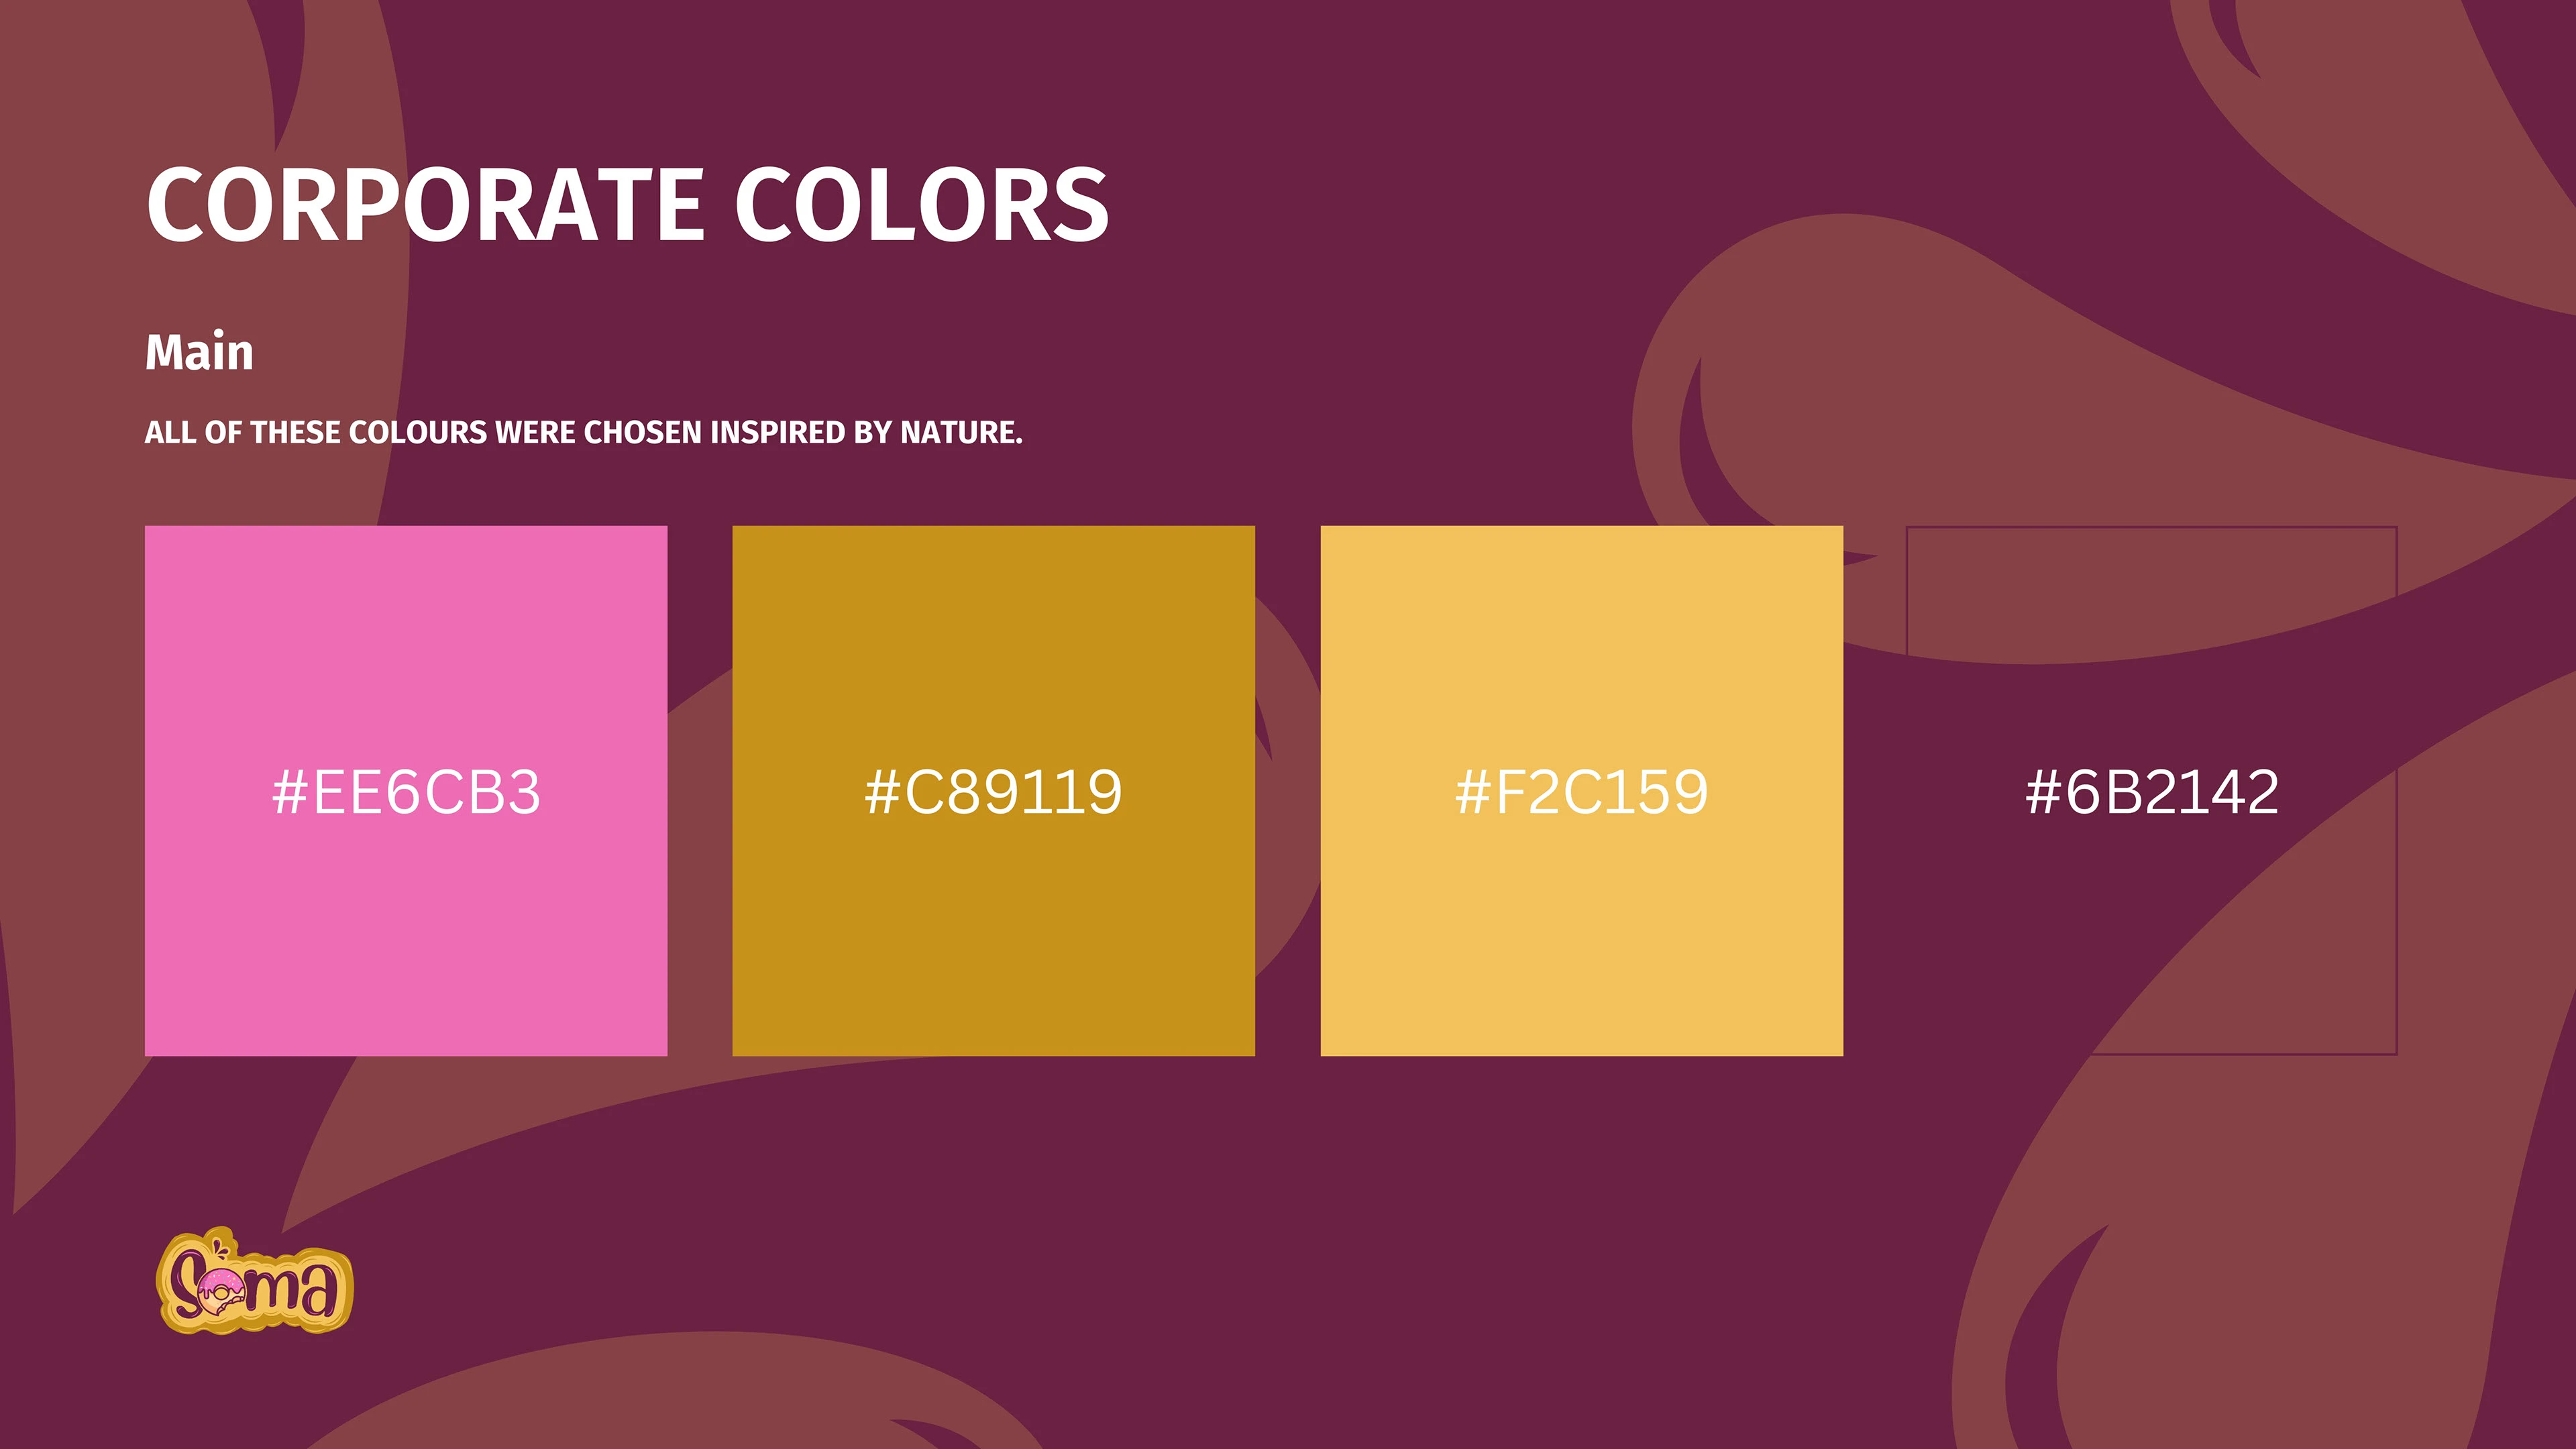 CORPORATE COLORS
Main
ALL OF THESE COLOURS WERE CHOSEN INSPIRED BY NATURE.
#EE6CB3
#C89119
#F2C159
#6B2142
Soma